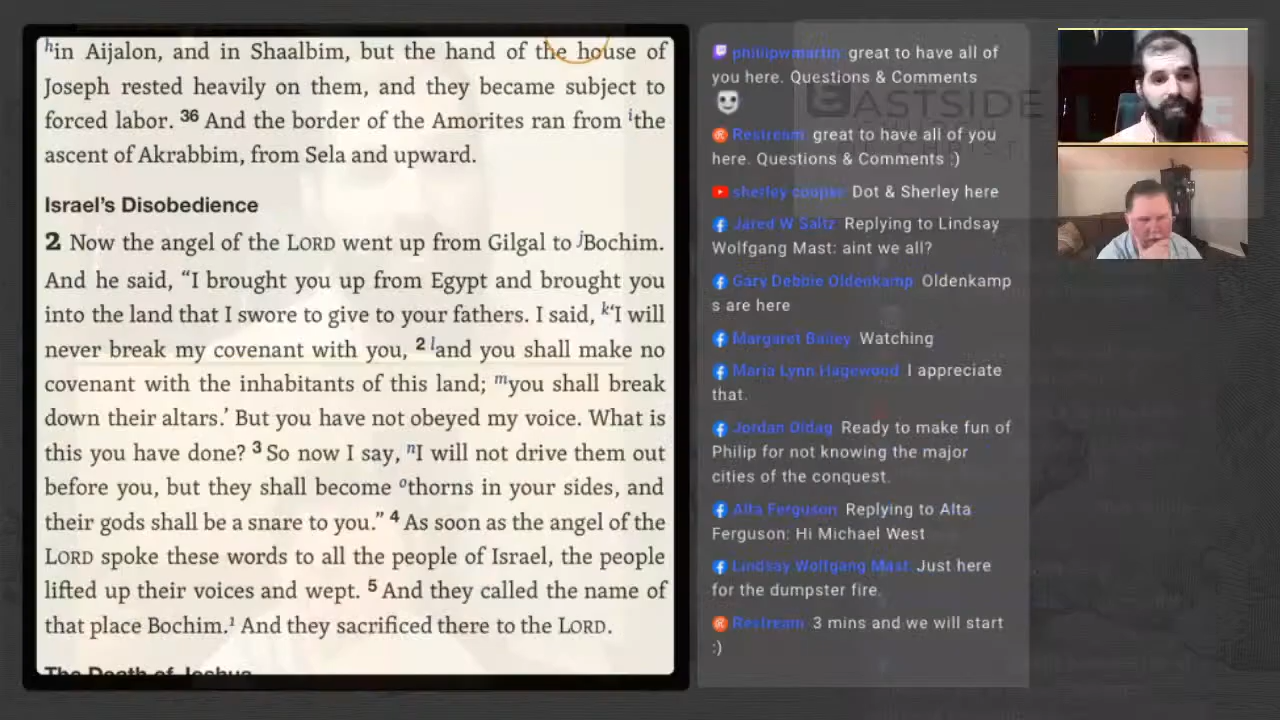 hin Aijalon, and in Shaalbim, but the hand of the house of
Joseph rested heavily on them, and they became subject to
forced labor. 36 And the border of the Amorites ran from ithe
ascent of Akrabbim, from Sela and upward.
Israel’s Disobedience
2 Now the angel of the LORD went up from Gilgal to jBochim.
And he said, “I brought you up from Egypt and brought you
into the land that I swore to give to your fathers. I said, k‘I will
never break my covenant with you, 2 land you shall make no
covenant with the inhabitants of this land; myou shall break
down their altars.’ But you have not obeyed my voice. What is
this you have done? 3 So now I say, nI will not drive them out
before you, but they shall become othorns in your sides, and
their gods shall be a snare to you.” 4 As soon as the angel of the
LORD spoke these words to all the people of Israel, the people
lifted up their voices and wept. 5 And they called the name of
that place Bochim.1 And they sacrificed there to the LORD.
The Death of Joshua
philipwmartin: great to have all of
you here. Questions & Comments
Restream: great to have all of you
here. Questions & Comments :)
sherley cooper: Dot & Sherley here
Jared W Saltz: Replying to Lindsay
Wolfgang Mast: aint we all?
Gary Debbie Oldenkamp: Oldenkamp
s are here
Margaret Bailey: Watching
Maria Lynn Hagewood: I appreciate
that.
Jordan Didag: Ready to make fun of
Philip for not knowing the major
cities of the conquest.
Alta Ferguson: Replying to Alta
Ferguson: Hi Michael West
Lindsay Wolfgang Mast: Just here
for the dumpster fire.
Restream: 3 mins and we will start
:)
EASTSIDE
OF CHRIST